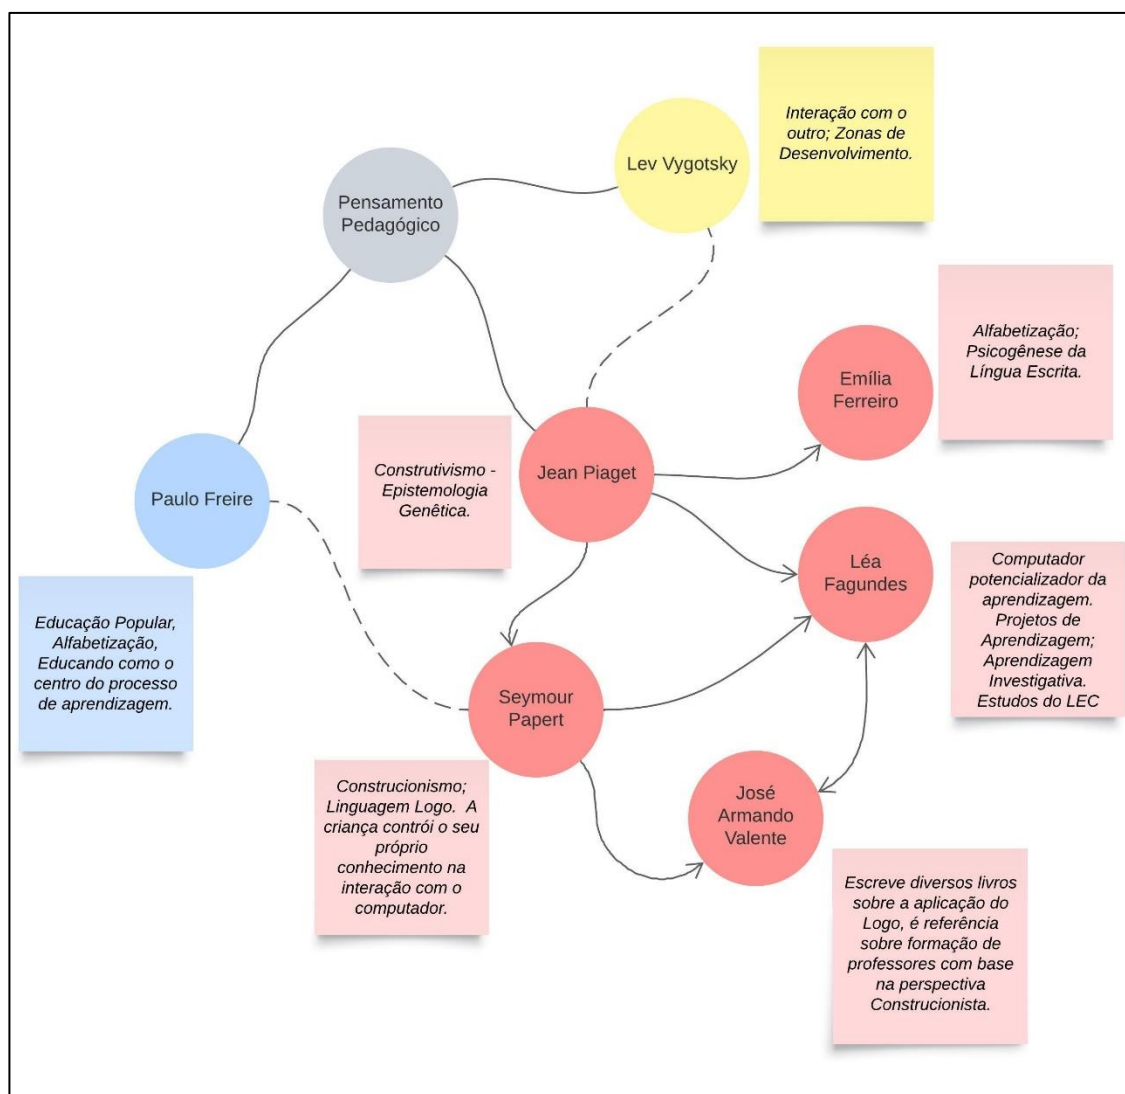 Interação com o
outro; Zonas de
Desenvolvimento.
Lev Vygotsky
Pensamento
Pedagógico
Alfabetização;
Psicogênese da
Língua Escrita.
Emília
Ferreiro
Jean Piaget
Construtivismo -
Epistemologia
Genêtica.
Paulo Freire
Educação Popular,
Alfabetização,
Educando como o
centro do processo
de aprendizagem.
Léa
Fagundes
Computador
potencializador da
aprendizagem.
Projetos de
Aprendizagem;
Aprendizagem
Investigativa.
Estudos do LEC
Seymour
Papert
Construcionismo;
Linguagem Logo.  A
criança contrói o seu
próprio
conhecimento na
interação com o
computador.
José
Armando
Valente
Escreve diversos livros
sobre a aplicação do
Logo, é referência
sobre formação de
professores com base
na perspectiva
Construcionista.